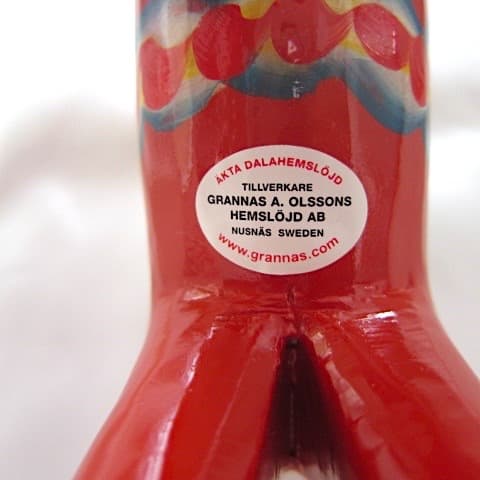 ÄKTA DALAHEMSLÖJD
TILLVERKARE
GRANNAS A. OLSSONS
HEMSLÖJD AB
NUSNÄS SWEDEN
www.grannas.com